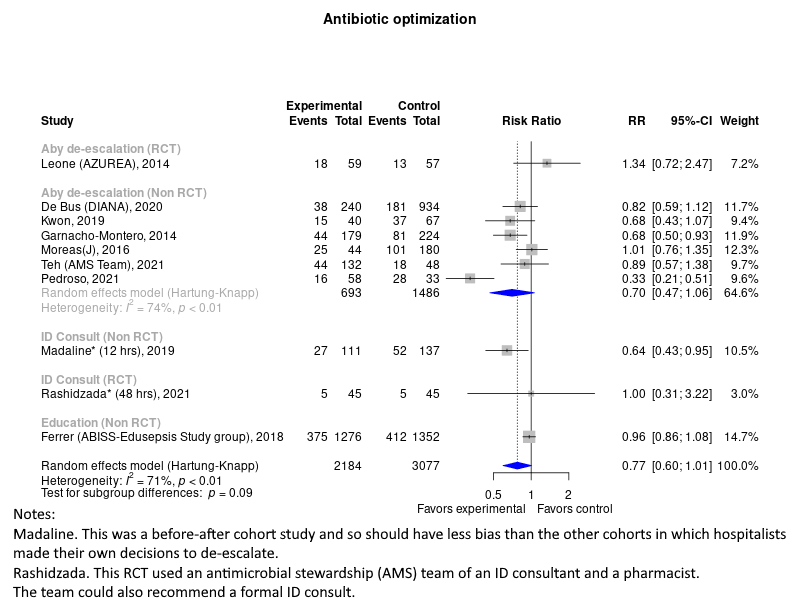 Antibiotic optimization
Experimental Control
Study Events Total Events Total Risk Ratio RR 95%-CI Weight
Aby de-escalation (RCT)
Leone (AZUREA), 2014 18 59 13 57 1.34 [0.72; 2.47] 7.2%
Aby de-escalation (Non RCT)
De Bus (DIANA), 2020 38 240 181 934 0.82 [0.59; 1.12] 11.7%
Kwon, 2019 15 40 37 67 0.68 [0.43; 1.07] 9.4%
Garnacho-Montero, 2014 44 179 81 224 0.68 [0.50; 0.93] 11.9%
Moreas(J), 2016 25 44 101 180 1.01 [0.76; 1.35] 12.3%
Teh (AMS Team), 2021 44 132 18 48 0.89 [0.57; 1.38] 9.7%
Pedroso, 2021 16 58 28 33 0.33 [0.21; 0.51] 9.6%
Random effects model (Hartung-Knapp) 693 1486 0.70 [0.47; 1.06] 64.6%
Heterogeneity: I² = 74%, p < 0.01
ID Consult (Non RCT)
Madaline* (12 hrs), 2019 27 111 52 137 0.64 [0.43; 0.95] 10.5%
ID Consult (RCT)
Rashidzada* (48 hrs), 2021 5 45 5 45 1.00 [0.31; 3.22] 3.0%
Education (Non RCT)
Ferrer (ABISS-Edusepsis Study group), 2018 375 1276 412 1352 0.96 [0.86; 1.08] 14.7%
Random effects model (Hartung-Knapp) 2184 3077 0.77 [0.60; 1.01] 100.0%
Heterogeneity: I² = 71%, p < 0.01
Test for subgroup differences: p = 0.09
0.5 1 2
Favors experimental Favors control
Notes:
Madaline. This was a before-after cohort study and so should have less bias than the other cohorts in which hospitalists
made their own decisions to de-escalate.
Rashidzada. This RCT used an antimicrobial stewardship (AMS) team of an ID consultant and a pharmacist.
The team could also recommend a formal ID consult.